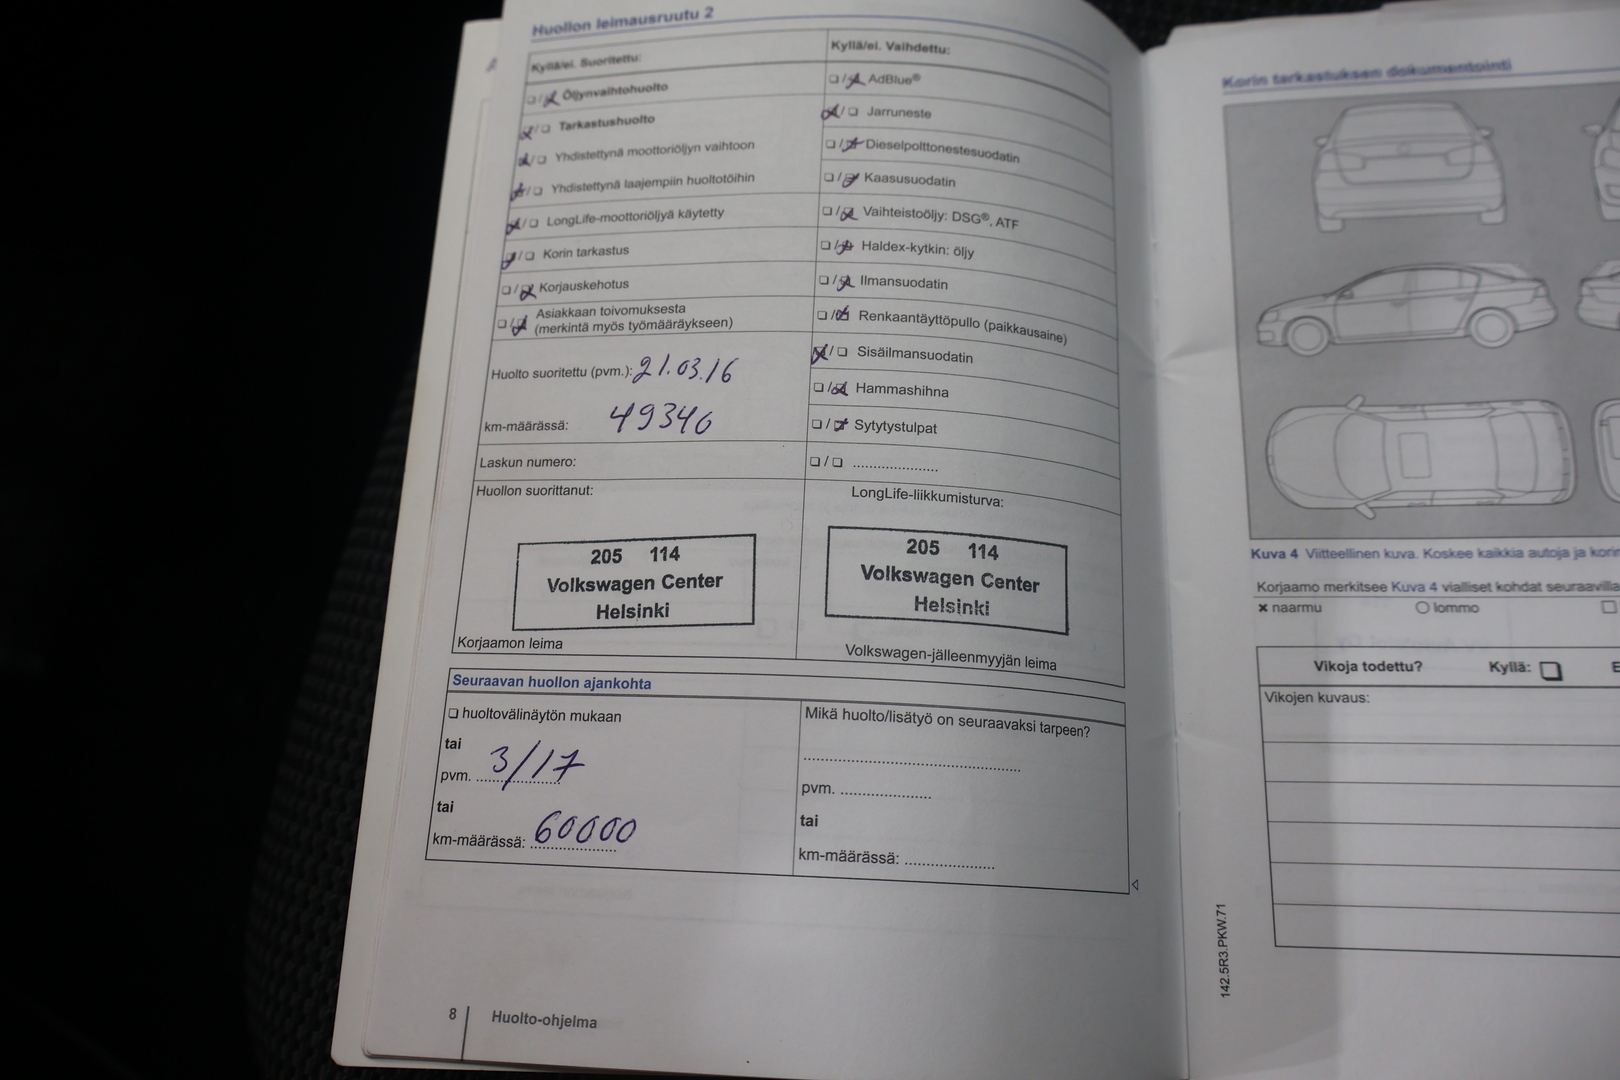 Huollon leimausruutu 2
Kyllä/ei. Suoritettu:
Öljynvaihtohuolto
Tarkastushuolto
Yhdistettynä moottoriöljyn vaihtoon
Yhdistettynä laajempiin huoltotöihin
LongLife-moottoriöljyä käytetty
Korin tarkastus
Korjauskehotus
Asiakkaan toivomuksesta
(merkintä myös työmääräykseen)
Huolto suoritettu (pvm.): 21.03.16
km-määrässä: 49346
Laskun numero:
Huollon suorittanut:
205 114
Volkswagen Center
Helsinki
Korjaamon leima
Kyllä/ei. Vaihdettu:
AdBlue®
Jarruneste
Dieselpolttonestesuodatin
Kaasusuodatin
Vaihteistoöljy: DSG®, ATF
Haldex-kytkin: öljy
Ilmansuodatin
Renkaantäyttöpullo (paikkausaine)
Sisäilmansuodatin
Hammashihna
Sytytystulpat
....................
LongLife-liikkumisturva:
205 114
Volkswagen Center
Helsinki
Volkswagen-jälleenmyyjän leima
Seuraavan huollon ajankohta
huoltovälinäytön mukaan
tai
pvm. 3/17
tai
km-määrässä: 60000
Mikä huolto/lisätyö on seuraavaksi tarpeen?
pvm. ....................
tai
km-määrässä: ....................
8 Huolto-ohjelma
Korin tarkastuksen dokumentointi
Kuva 4 Viitteellinen kuva. Koskee kaikkia autoja ja
Korjaamo merkitsee Kuva 4 vialliset kohdat
naarmu lommo
Vikoja todettu? Kyllä:
Vikojen kuvaus:
142.5R3.PKW.71